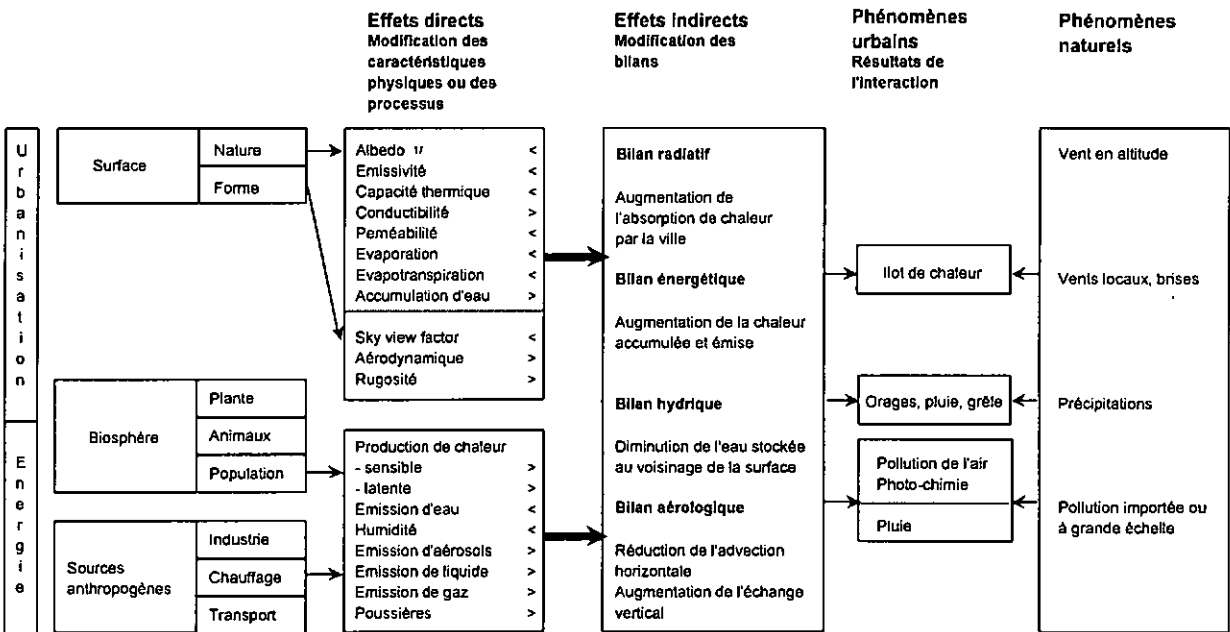 Effets directs
Modification des
caractéristiques
physiques ou des
processus
Effets indirects
Modification des
bilans
Phénomènes
urbains
Résultats de
l'interaction
Phénomènes
naturels
Urbanisation
Energie
Surface
Nature
Forme
Biosphère
Plante
Animaux
Population
Sources
anthropogènes
Industrie
Chauffage
Transport
Albedo 1/ <
Emissivité <
Capacité thermique <
Conductibilité >
Peméabilité <
Evaporation <
Evapotranspiration <
Accumulation d'eau >
Sky view factor <
Aérodynamique >
Rugosité >
Production de chaleur
- sensible >
- latente >
Emission d'eau <
Humidité <
Emission d'aérosols >
Emission de liquide >
Emission de gaz >
Poussières >
Bilan radiatif
Augmentation de
l'absorption de chaleur
par la ville
Bilan énergétique
Augmentation de la chaleur
accumulée et émise
Bilan hydrique
Diminution de l'eau stockée
au voisinage de la surface
Bilan aérologique
Réduction de l'advection
horizontale
Augmentation de l'échange
vertical
Ilot de chaleur
Orages, pluie, grêle
Pollution de l'air
Photo-chimie
Pluie
Vent en altitude
Vents locaux, brises
Précipitations
Pollution importée ou
à grande échelle